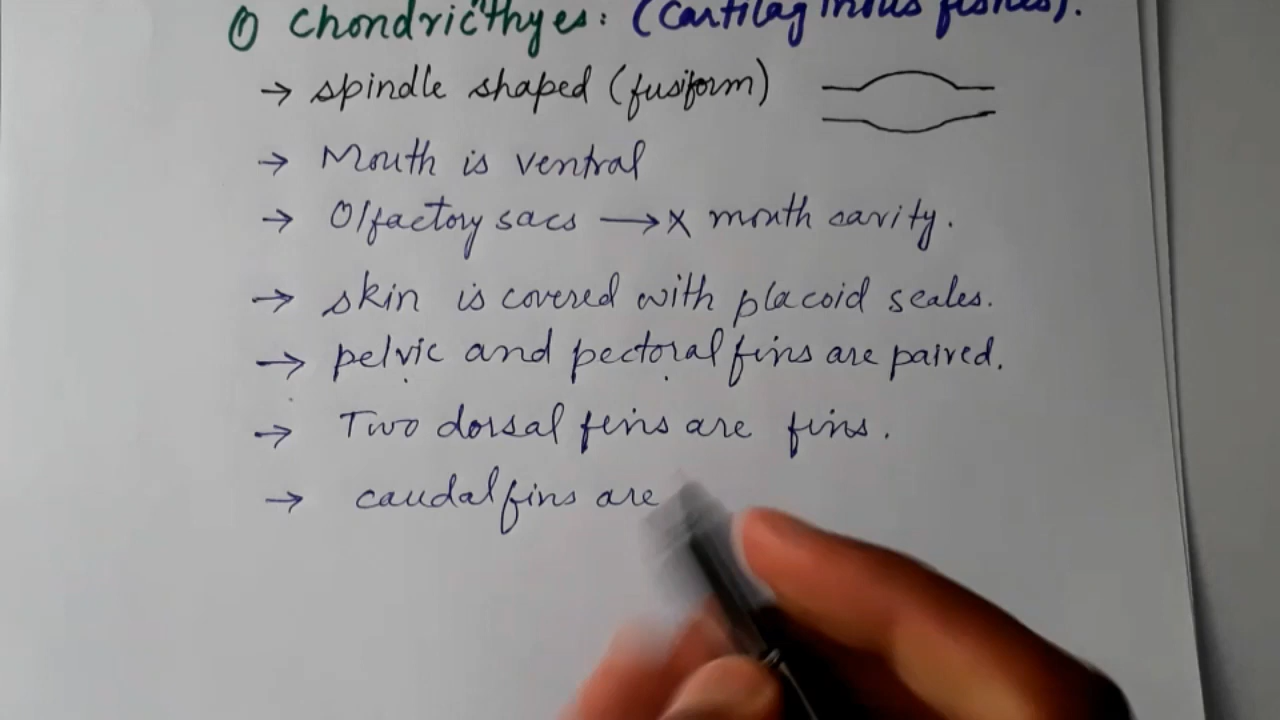 ① Chondricthyes: (Cartilaginous fishes).
→ spindle shaped (fusiform)
→ Mouth is ventral
→ Olfactory sacs → x mouth cavity.
→ skin is covered with placoid scales.
→ pelvic and pectoral fins are paired.
→ Two dorsal fins are fins.
→ caudal fins are